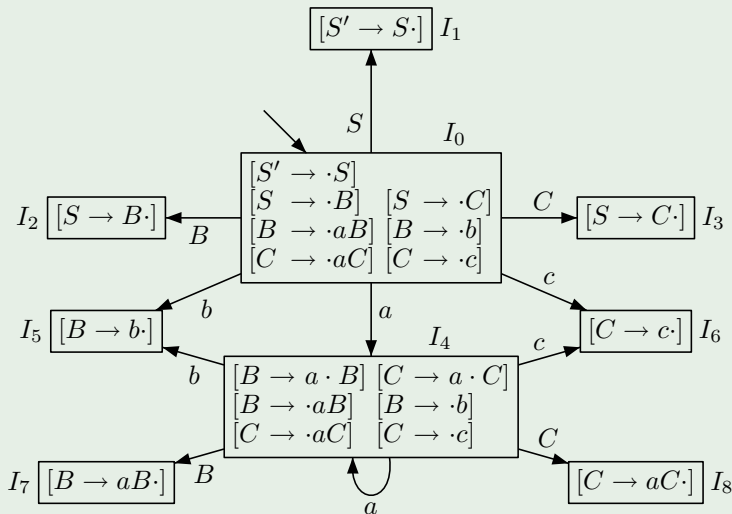 [S′ → S·] I₁
S
I₀
[S′ → ·S]
[S → ·B] [S → ·C]
[B → ·aB] [B → ·b]
[C → ·aC] [C → ·c]
I₂ [S → B·]
B
C
[S → C·] I₃
b
a
c
I₅ [B → b·]
[C → c·] I₆
I₄
[B → a · B] [C → a · C]
[B → ·aB] [B → ·b]
[C → ·aC] [C → ·c]
b
c
B
C
I₇ [B → aB·]
[C → aC·] I₈
a